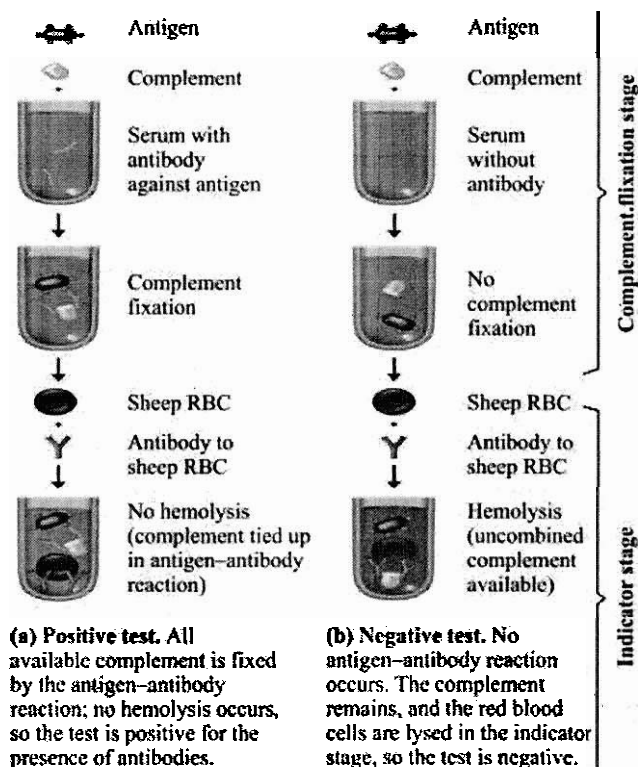 Antigen
Complement
Serum with
antibody
against antigen
Complement
fixation
Sheep RBC
Antibody to
sheep RBC
No hemolysis
(complement tied up
in antigen–antibody
reaction)
(a) Positive test. All
available complement is fixed
by the antigen–antibody
reaction; no hemolysis occurs,
so the test is positive for the
presence of antibodies.
Antigen
Complement
Serum
without
antibody
No
complement
fixation
Sheep RBC
Antibody to
sheep RBC
Hemolysis
(uncombined
complement
available)
(b) Negative test. No
antigen–antibody reaction
occurs. The complement
remains, and the red blood
cells are lysed in the indicator
stage, so the test is negative.
Complement.flixation stage
Indicator stage